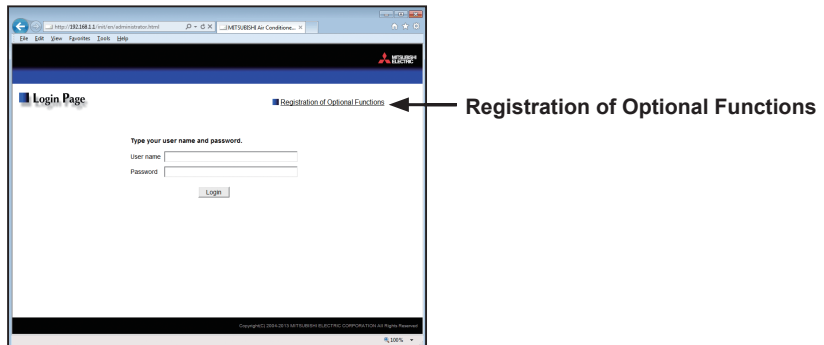 http://192.168.1.1/init/en/administrator.html
MITSUBISHI Air Conditione... ×
File Edit View Favorites Tools Help
MITSUBISHI
ELECTRIC
Login Page
Registration of Optional Functions
Registration of Optional Functions
Type your user name and password.
User name
Password
Login
Copyright(C) 2004-2013 MITSUBISHI ELECTRIC CORPORATION All Rights Reserved
100%